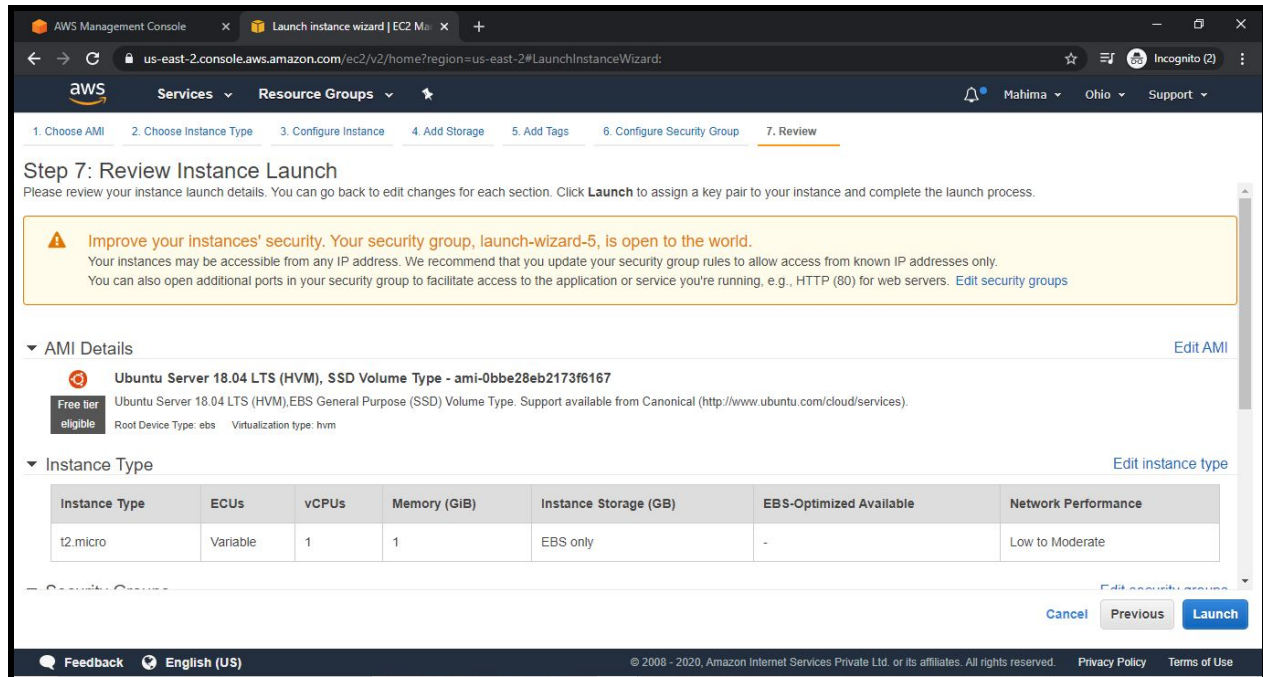 AWS Management Console
Launch instance wizard | EC2 Ma
us-east-2.console.aws.amazon.com/ec2/v2/home?region=us-east-2#LaunchInstanceWizard:
Incognito (2)
aws Services Resource Groups Mahima Ohio Support
1. Choose AMI 2. Choose Instance Type 3. Configure Instance 4. Add Storage 5. Add Tags 6. Configure Security Group 7. Review
Step 7: Review Instance Launch
Please review your instance launch details. You can go back to edit changes for each section. Click Launch to assign a key pair to your instance and complete the launch process.
Improve your instances' security. Your security group, launch-wizard-5, is open to the world.
Your instances may be accessible from any IP address. We recommend that you update your security group rules to allow access from known IP addresses only.
You can also open additional ports in your security group to facilitate access to the application or service you're running, e.g., HTTP (80) for web servers. Edit security groups
AMI Details Edit AMI
Ubuntu Server 18.04 LTS (HVM), SSD Volume Type - ami-0bbe28eb2173f6167
Free tier eligible
Ubuntu Server 18.04 LTS (HVM),EBS General Purpose (SSD) Volume Type. Support available from Canonical (http://www.ubuntu.com/cloud/services).
Root Device Type: ebs Virtualization type: hvm
Instance Type Edit instance type
Instance Type ECUs vCPUs Memory (GiB) Instance Storage (GB) EBS-Optimized Available Network Performance
t2.micro Variable 1 1 EBS only - Low to Moderate
Security Groups Edit security groups
Cancel Previous Launch
Feedback English (US) © 2008 - 2020, Amazon Internet Services Private Ltd. or its affiliates. All rights reserved. Privacy Policy Terms of Use